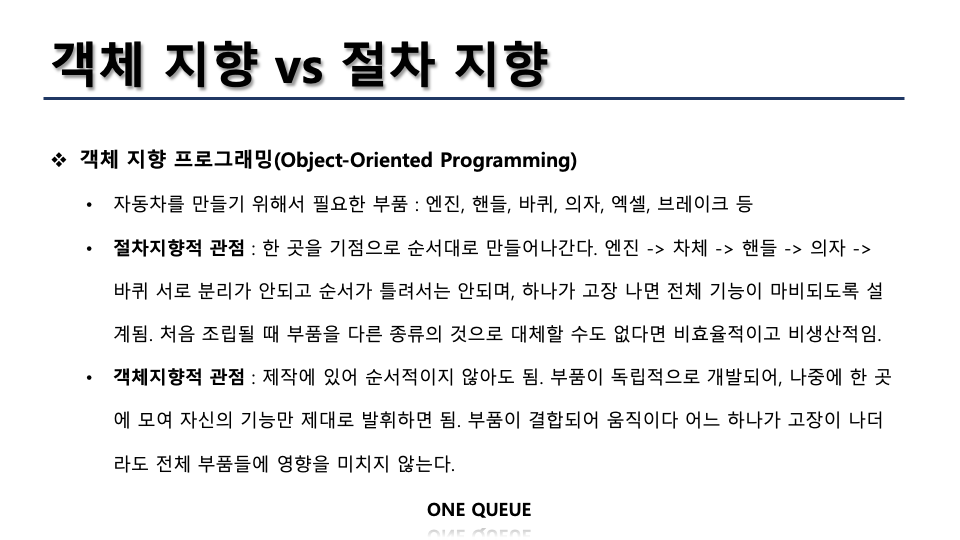 객체 지향 vs 절차 지향
❖ 객체 지향 프로그래밍(Object-Oriented Programming)
• 자동차를 만들기 위해서 필요한 부품 : 엔진, 핸들, 바퀴, 의자, 엑셀, 브레이크 등
• 절차지향적 관점 : 한 곳을 기점으로 순서대로 만들어나간다. 엔진 -> 차체 -> 핸들 -> 의자 ->
바퀴 서로 분리가 안되고 순서가 틀려서는 안되며, 하나가 고장 나면 전체 기능이 마비되도록 설
계됨. 처음 조립될 때 부품을 다른 종류의 것으로 대체할 수도 없다면 비효율적이고 비생산적임.
• 객체지향적 관점 : 제작에 있어 순서적이지 않아도 됨. 부품이 독립적으로 개발되어, 나중에 한 곳
에 모여 자신의 기능만 제대로 발휘하면 됨. 부품이 결합되어 움직이다 어느 하나가 고장이 나더
라도 전체 부품들에 영향을 미치지 않는다.
ONE QUEUE